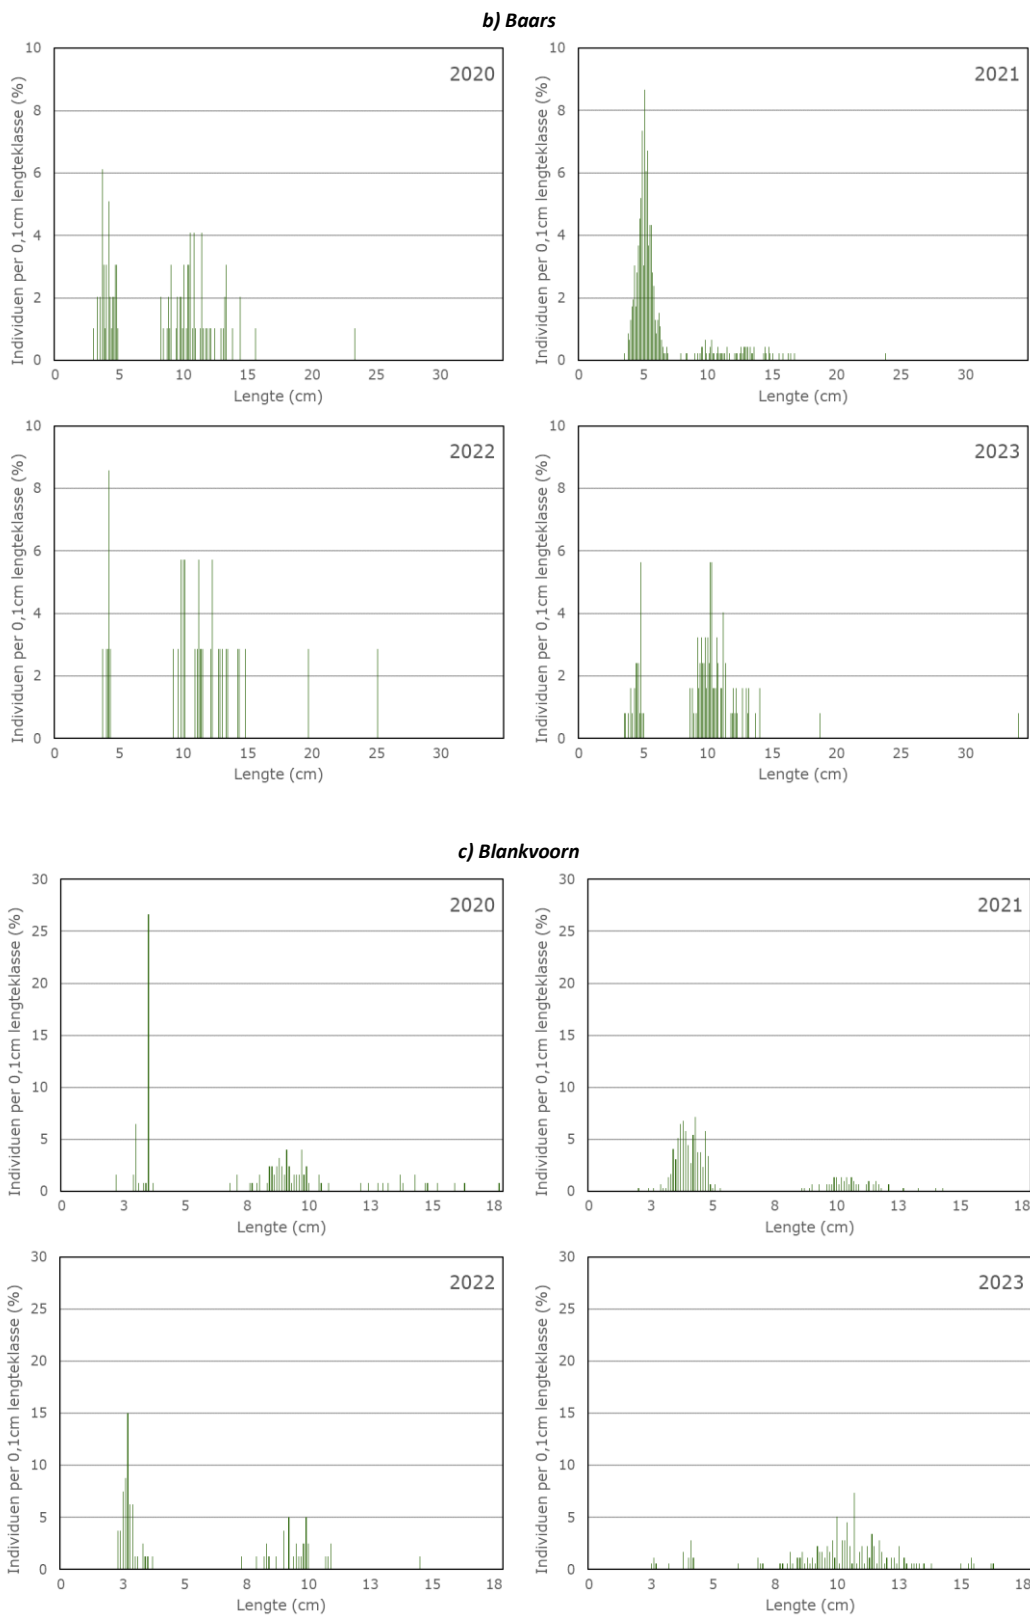 b) Baars
2020
Individuen per 0,1cm lengteklasse (%)
10
8
6
4
2
0
0 5 10 15 20 25 30
Lengte (cm)
2021
Individuen per 0,1cm lengteklasse (%)
10
8
6
4
2
0
0 5 10 15 20 25 30
Lengte (cm)
2022
Individuen per 0,1cm lengteklasse (%)
10
8
6
4
2
0
0 5 10 15 20 25 30
Lengte (cm)
2023
Individuen per 0,1cm lengteklasse (%)
10
8
6
4
2
0
0 5 10 15 20 25 30
Lengte (cm)
c) Blankvoorn
2020
Individuen per 0,1cm lengteklasse (%)
30
25
20
15
10
5
0
0 3 5 8 10 13 15 18
Lengte (cm)
2021
Individuen per 0,1cm lengteklasse (%)
30
25
20
15
10
5
0
0 3 5 8 10 13 15 18
Lengte (cm)
2022
Individuen per 0,1cm lengteklasse (%)
30
25
20
15
10
5
0
0 3 5 8 10 13 15 18
Lengte (cm)
2023
Individuen per 0,1cm lengteklasse (%)
30
25
20
15
10
5
0
0 3 5 8 10 13 15 18
Lengte (cm)